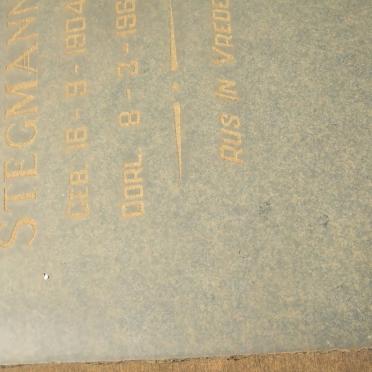 STEGMANN
GEB. 16-9-1904
OORL. 8-3-196
RUS IN VREDE